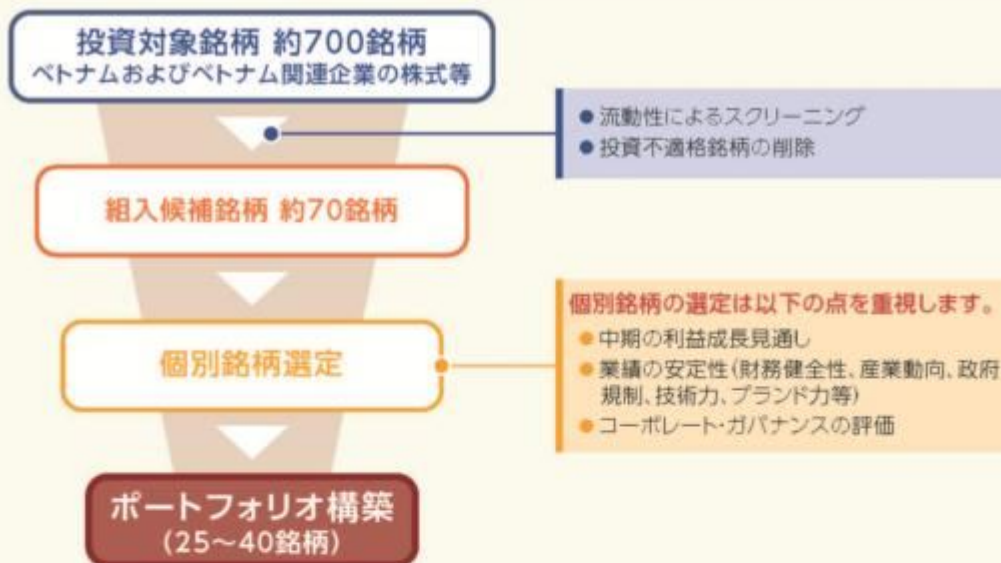 投資対象銘柄 約700銘柄
ベトナムおよびベトナム関連企業の株式等
●流動性によるスクリーニング
●投資不適格銘柄の削除
組入候補銘柄 約70銘柄
個別銘柄選定
個別銘柄の選定は以下の点を重視します。
●中期の利益成長見通し
●業績の安定性(財務健全性、産業動向、政府
規制、技術力、ブランド力等)
●コーポレート・ガバナンスの評価
ポートフォリオ構築
(25～40銘柄)